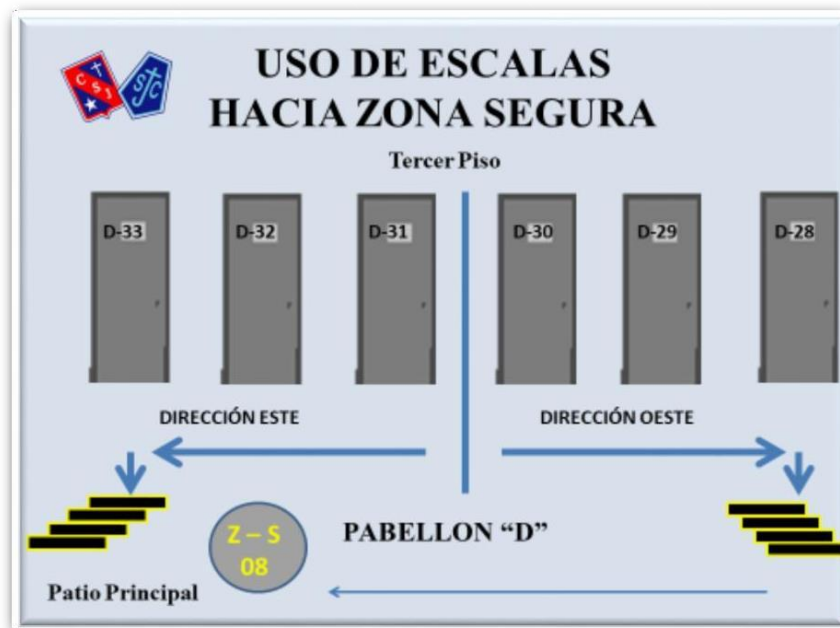 C S J
SJC
USO DE ESCALAS
HACIA ZONA SEGURA
Tercer Piso
D-33 D-32 D-31 D-30 D-29 D-28
DIRECCIÓN ESTE DIRECCIÓN OESTE
Z – S
08
PABELLON “D”
Patio Principal